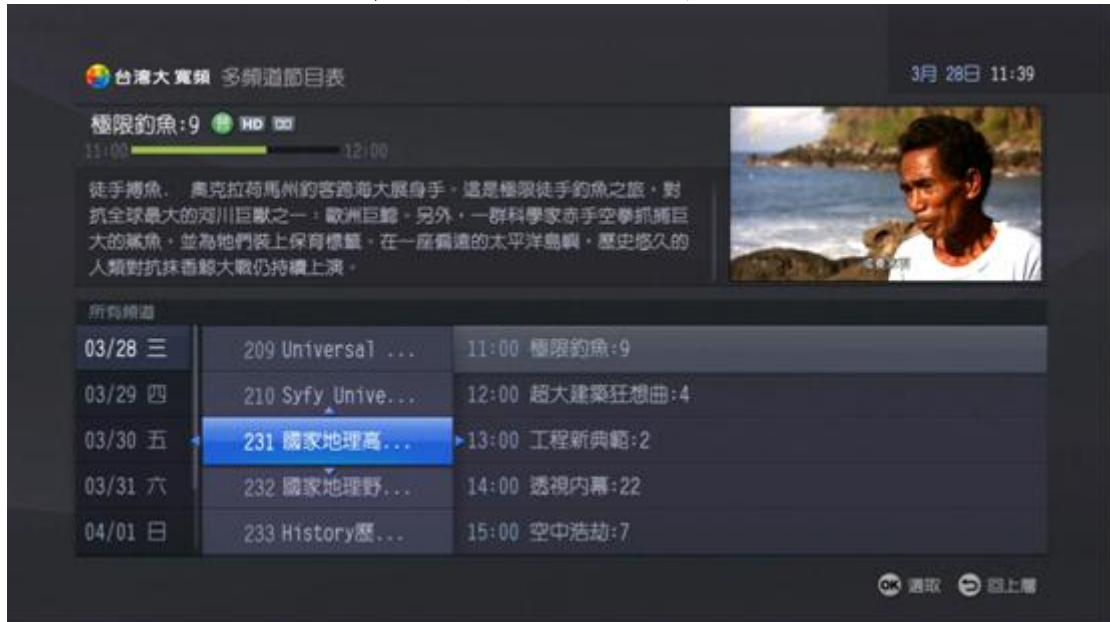 台灣大寬頻 多頻道節目表
3月 28日 11:39
極限釣魚:9 普 HD
11:00 12:00
徒手搏魚. 奧克拉荷馬州釣客跨海大展身手。這是極限徒手釣魚之旅，對
抗全球最大的河川巨獸之一：歐洲巨鯰。另外，一群科學家赤手空拳抓捕巨
大的鯊魚，並為牠們裝上保育標籤。在一座偏遠的太平洋島嶼，歷史悠久的
人類對抗抹香鯨大戰仍持續上演。
所有頻道
03/28 三 209 Universal ... 11:00 極限釣魚:9
03/29 四 210 Syfy Unive... 12:00 超大建築狂想曲:4
03/30 五 231 國家地理高... 13:00 工程新典範:2
03/31 六 232 國家地理野... 14:00 透視內幕:22
04/01 日 233 History歷... 15:00 空中浩劫:7
OK 選取 回上層